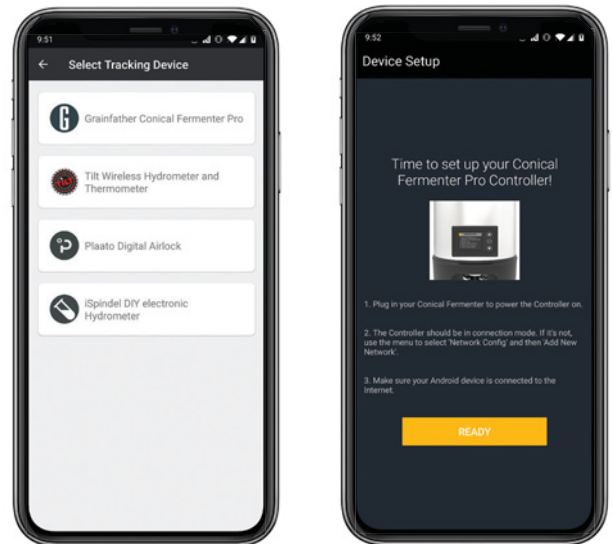 9:51
Select Tracking Device
Grainfather Conical Fermenter Pro
TILT
Tilt Wireless Hydrometer and
Thermometer
Plaato Digital Airlock
iSpindel DIY electronic
Hydrometer
9:52
Device Setup
Time to set up your Conical
Fermenter Pro Controller!
1. Plug in your Conical Fermenter to power the Controller on.
2. The Controller should be in connection mode. If it's not,
use the menu to select 'Network Config' and then 'Add New
Network'.
3. Make sure your Android device is connected to the
Internet.
READY